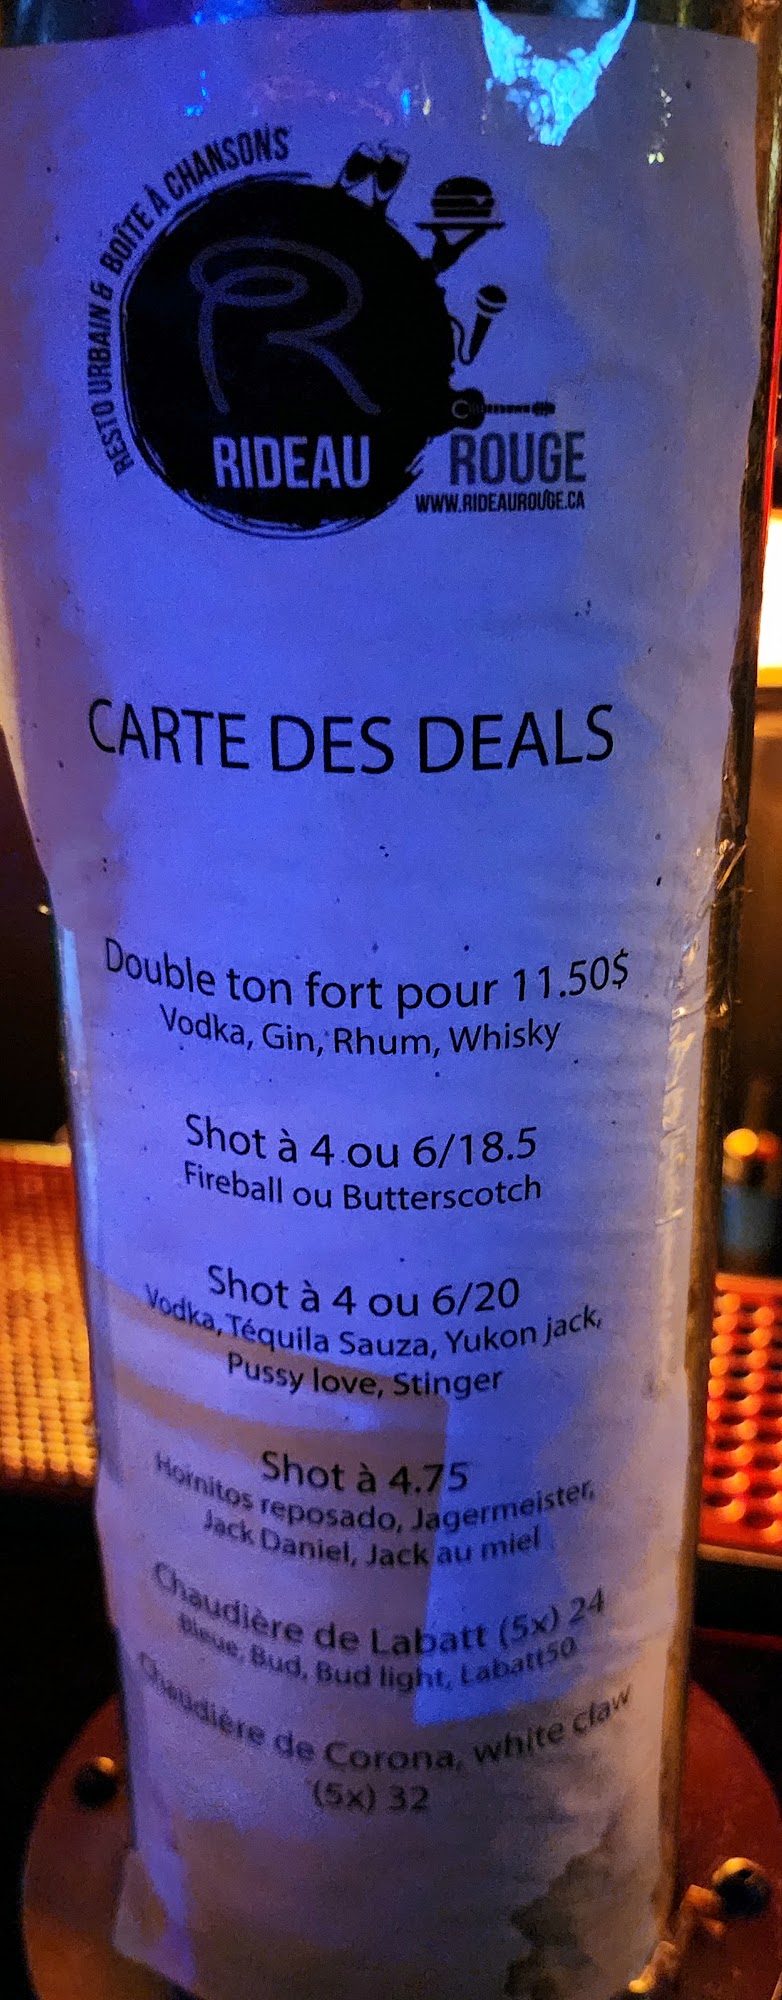 RESTO URBAIN & BOÎTE À CHANSONS
R
RIDEAU ROUGE
WWW.RIDEAUROUGE.CA
CARTE DES DEALS
Double ton fort pour 11.50$
Vodka, Gin, Rhum, Whisky
Shot à 4 ou 6/18.5
Fireball ou Butterscotch
Shot à 4 ou 6/20
Vodka, Téquila Sauza, Yukon jack,
Pussy love, Stinger
Shot à 4.75
Hornitos reposado, Jagermeister,
Jack Daniel, Jack au miel
Chaudière de Labatt (5x) 24
Bleue, Bud, Bud light, Labatt50
Chaudière de Corona, white claw
(5x) 32